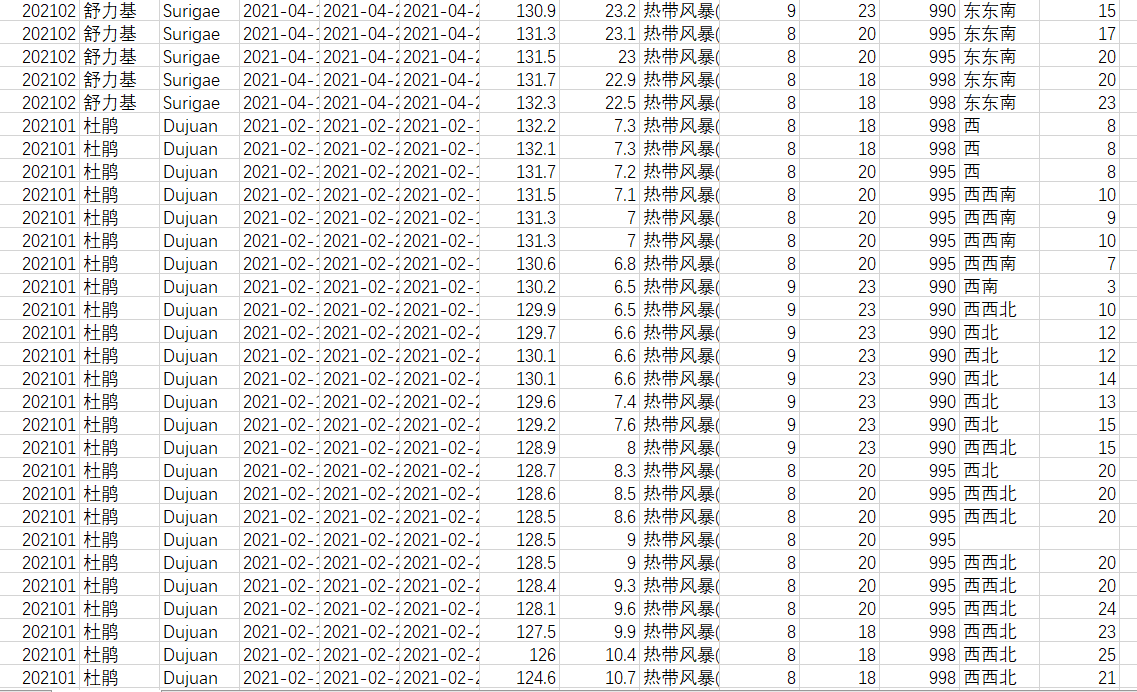 202102 舒力基 Surigae 2021-04-1 2021-04-2 2021-04-2 130.9 23.2 热带风暴( 9 23 990 东东南 15
202102 舒力基 Surigae 2021-04-1 2021-04-2 2021-04-2 131.3 23.1 热带风暴( 8 20 995 东东南 17
202102 舒力基 Surigae 2021-04-1 2021-04-2 2021-04-2 131.5 23 热带风暴( 8 20 995 东东南 20
202102 舒力基 Surigae 2021-04-1 2021-04-2 2021-04-2 131.7 22.9 热带风暴( 8 18 998 东东南 20
202102 舒力基 Surigae 2021-04-1 2021-04-2 2021-04-2 132.3 22.5 热带风暴( 8 18 998 东东南 23
202101 杜鹃 Dujuan 2021-02-1 2021-02-2 2021-02-1 132.2 7.3 热带风暴( 8 18 998 西 8
202101 杜鹃 Dujuan 2021-02-1 2021-02-2 2021-02-1 132.1 7.3 热带风暴( 8 18 998 西 8
202101 杜鹃 Dujuan 2021-02-1 2021-02-2 2021-02-1 131.7 7.2 热带风暴( 8 20 995 西 8
202101 杜鹃 Dujuan 2021-02-1 2021-02-2 2021-02-1 131.5 7.1 热带风暴( 8 20 995 西西南 10
202101 杜鹃 Dujuan 2021-02-1 2021-02-2 2021-02-1 131.3 7 热带风暴( 8 20 995 西西南 9
202101 杜鹃 Dujuan 2021-02-1 2021-02-2 2021-02-1 131.3 7 热带风暴( 8 20 995 西西南 10
202101 杜鹃 Dujuan 2021-02-1 2021-02-2 2021-02-1 130.6 6.8 热带风暴( 8 20 995 西西南 7
202101 杜鹃 Dujuan 2021-02-1 2021-02-2 2021-02-1 130.2 6.5 热带风暴( 9 23 990 西南 3
202101 杜鹃 Dujuan 2021-02-1 2021-02-2 2021-02-1 129.9 6.5 热带风暴( 9 23 990 西西北 10
202101 杜鹃 Dujuan 2021-02-1 2021-02-2 2021-02-1 129.7 6.6 热带风暴( 9 23 990 西北 12
202101 杜鹃 Dujuan 2021-02-1 2021-02-2 2021-02-2 130.1 6.6 热带风暴( 9 23 990 西北 12
202101 杜鹃 Dujuan 2021-02-1 2021-02-2 2021-02-2 130.1 6.6 热带风暴( 9 23 990 西北 14
202101 杜鹃 Dujuan 2021-02-1 2021-02-2 2021-02-2 129.6 7.4 热带风暴( 9 23 990 西北 13
202101 杜鹃 Dujuan 2021-02-1 2021-02-2 2021-02-2 129.2 7.6 热带风暴( 9 23 990 西北 15
202101 杜鹃 Dujuan 2021-02-1 2021-02-2 2021-02-2 128.9 8 热带风暴( 9 23 990 西西北 15
202101 杜鹃 Dujuan 2021-02-1 2021-02-2 2021-02-2 128.7 8.3 热带风暴( 8 20 995 西北 20
202101 杜鹃 Dujuan 2021-02-1 2021-02-2 2021-02-2 128.6 8.5 热带风暴( 8 20 995 西西北 20
202101 杜鹃 Dujuan 2021-02-1 2021-02-2 2021-02-2 128.5 8.6 热带风暴( 8 20 995 西西北 20
202101 杜鹃 Dujuan 2021-02-1 2021-02-2 2021-02-2 128.5 9 热带风暴( 8 20 995
202101 杜鹃 Dujuan 2021-02-1 2021-02-2 2021-02-2 128.5 9 热带风暴( 8 20 995 西西北 20
202101 杜鹃 Dujuan 2021-02-1 2021-02-2 2021-02-2 128.4 9.3 热带风暴( 8 20 995 西西北 20
202101 杜鹃 Dujuan 2021-02-1 2021-02-2 2021-02-2 128.1 9.6 热带风暴( 8 20 995 西西北 24
202101 杜鹃 Dujuan 2021-02-1 2021-02-2 2021-02-2 127.5 9.9 热带风暴( 8 18 998 西西北 23
202101 杜鹃 Dujuan 2021-02-1 2021-02-2 2021-02-2 126 10.4 热带风暴( 8 18 998 西西北 25
202101 杜鹃 Dujuan 2021-02-1 2021-02-2 2021-02-2 124.6 10.7 热带风暴( 8 18 998 西西北 21